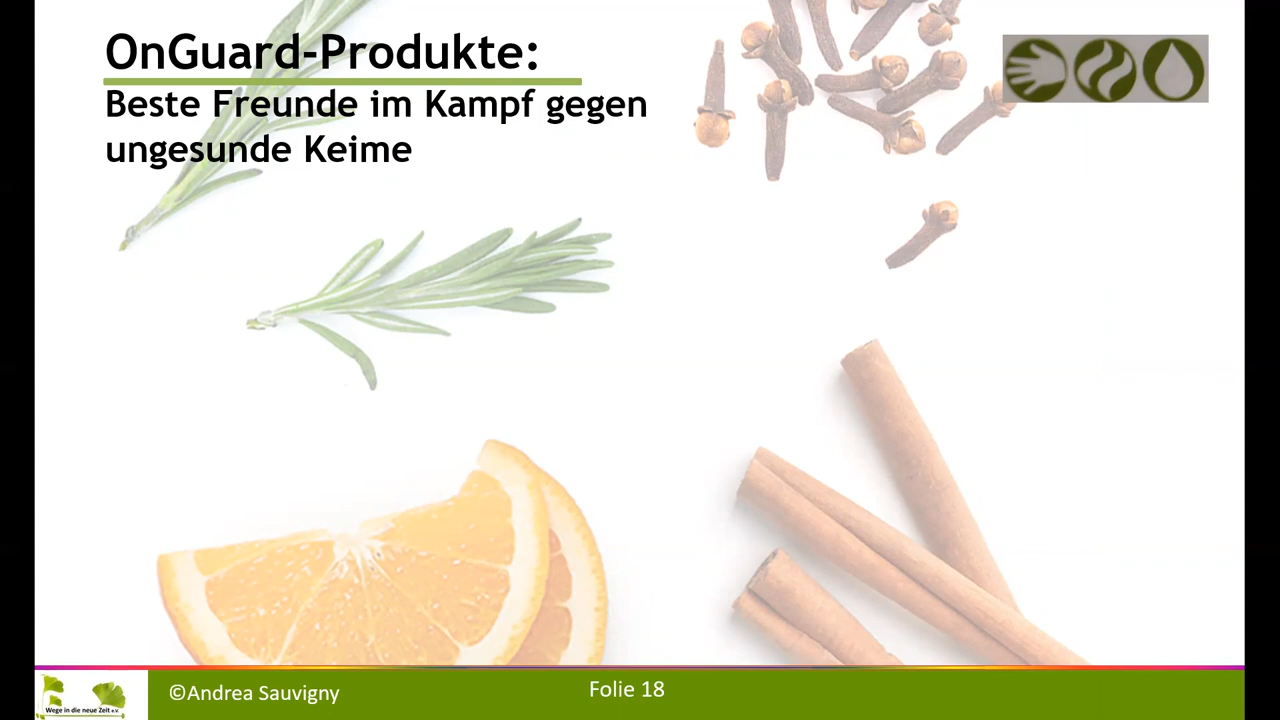 OnGuard-Produkte:
Beste Freunde im Kampf gegen
ungesunde Keime
Wege in die neue Zeit e.V.
©Andrea Sauvigny
Folie 18